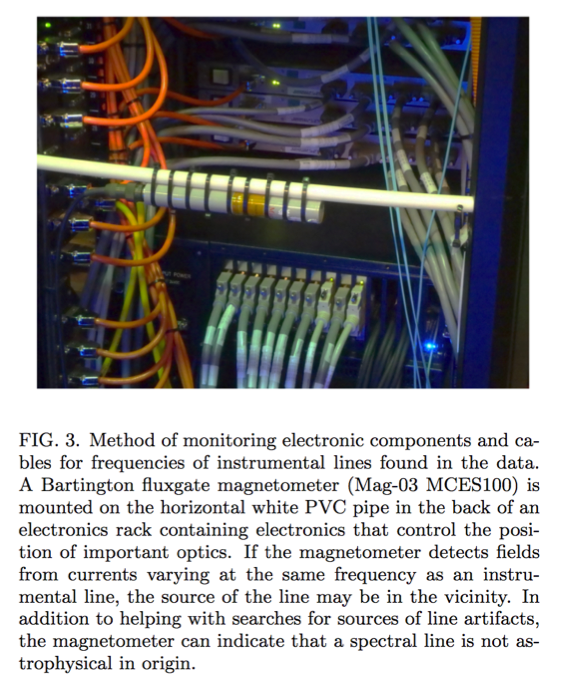 INPUT POWER
FIG. 3. Method of monitoring electronic components and ca-
bles for frequencies of instrumental lines found in the data.
A Bartington fluxgate magnetometer (Mag-03 MCES100) is
mounted on the horizontal white PVC pipe in the back of an
electronics rack containing electronics that control the posi-
tion of important optics. If the magnetometer detects fields
from currents varying at the same frequency as an instru-
mental line, the source of the line may be in the vicinity. In
addition to helping with searches for sources of line artifacts,
the magnetometer can indicate that a spectral line is not as-
trophysical in origin.